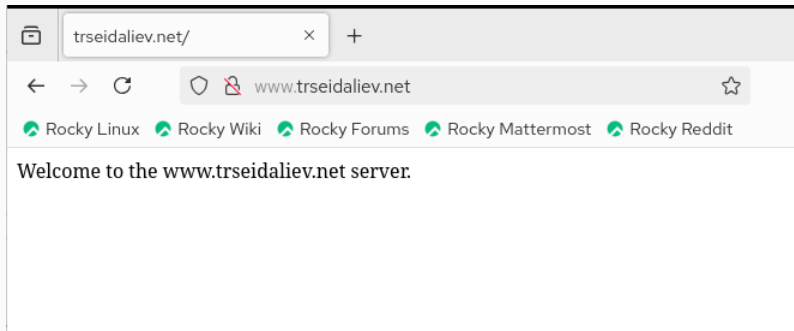 trseidaliev.net/
www.trseidaliev.net
Rocky Linux Rocky Wiki Rocky Forums Rocky Mattermost Rocky Reddit
Welcome to the www.trseidaliev.net server.